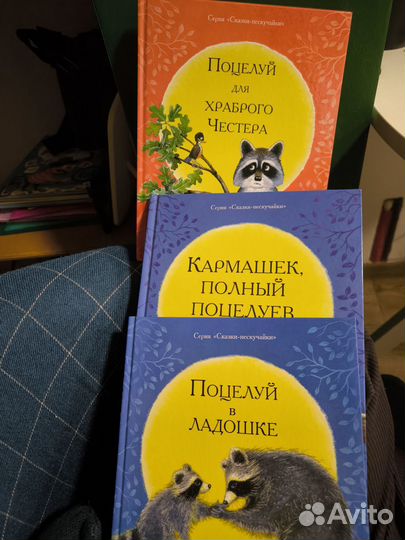 Серия «Сказки-нескучайки»
Поцелуй
для
храброго
Честера
Серия «Сказки-нескучайки»
Кармашек,
полный
поцелуев
Серия «Сказки-нескучайки»
Поцелуй
в
ладошке
Avito